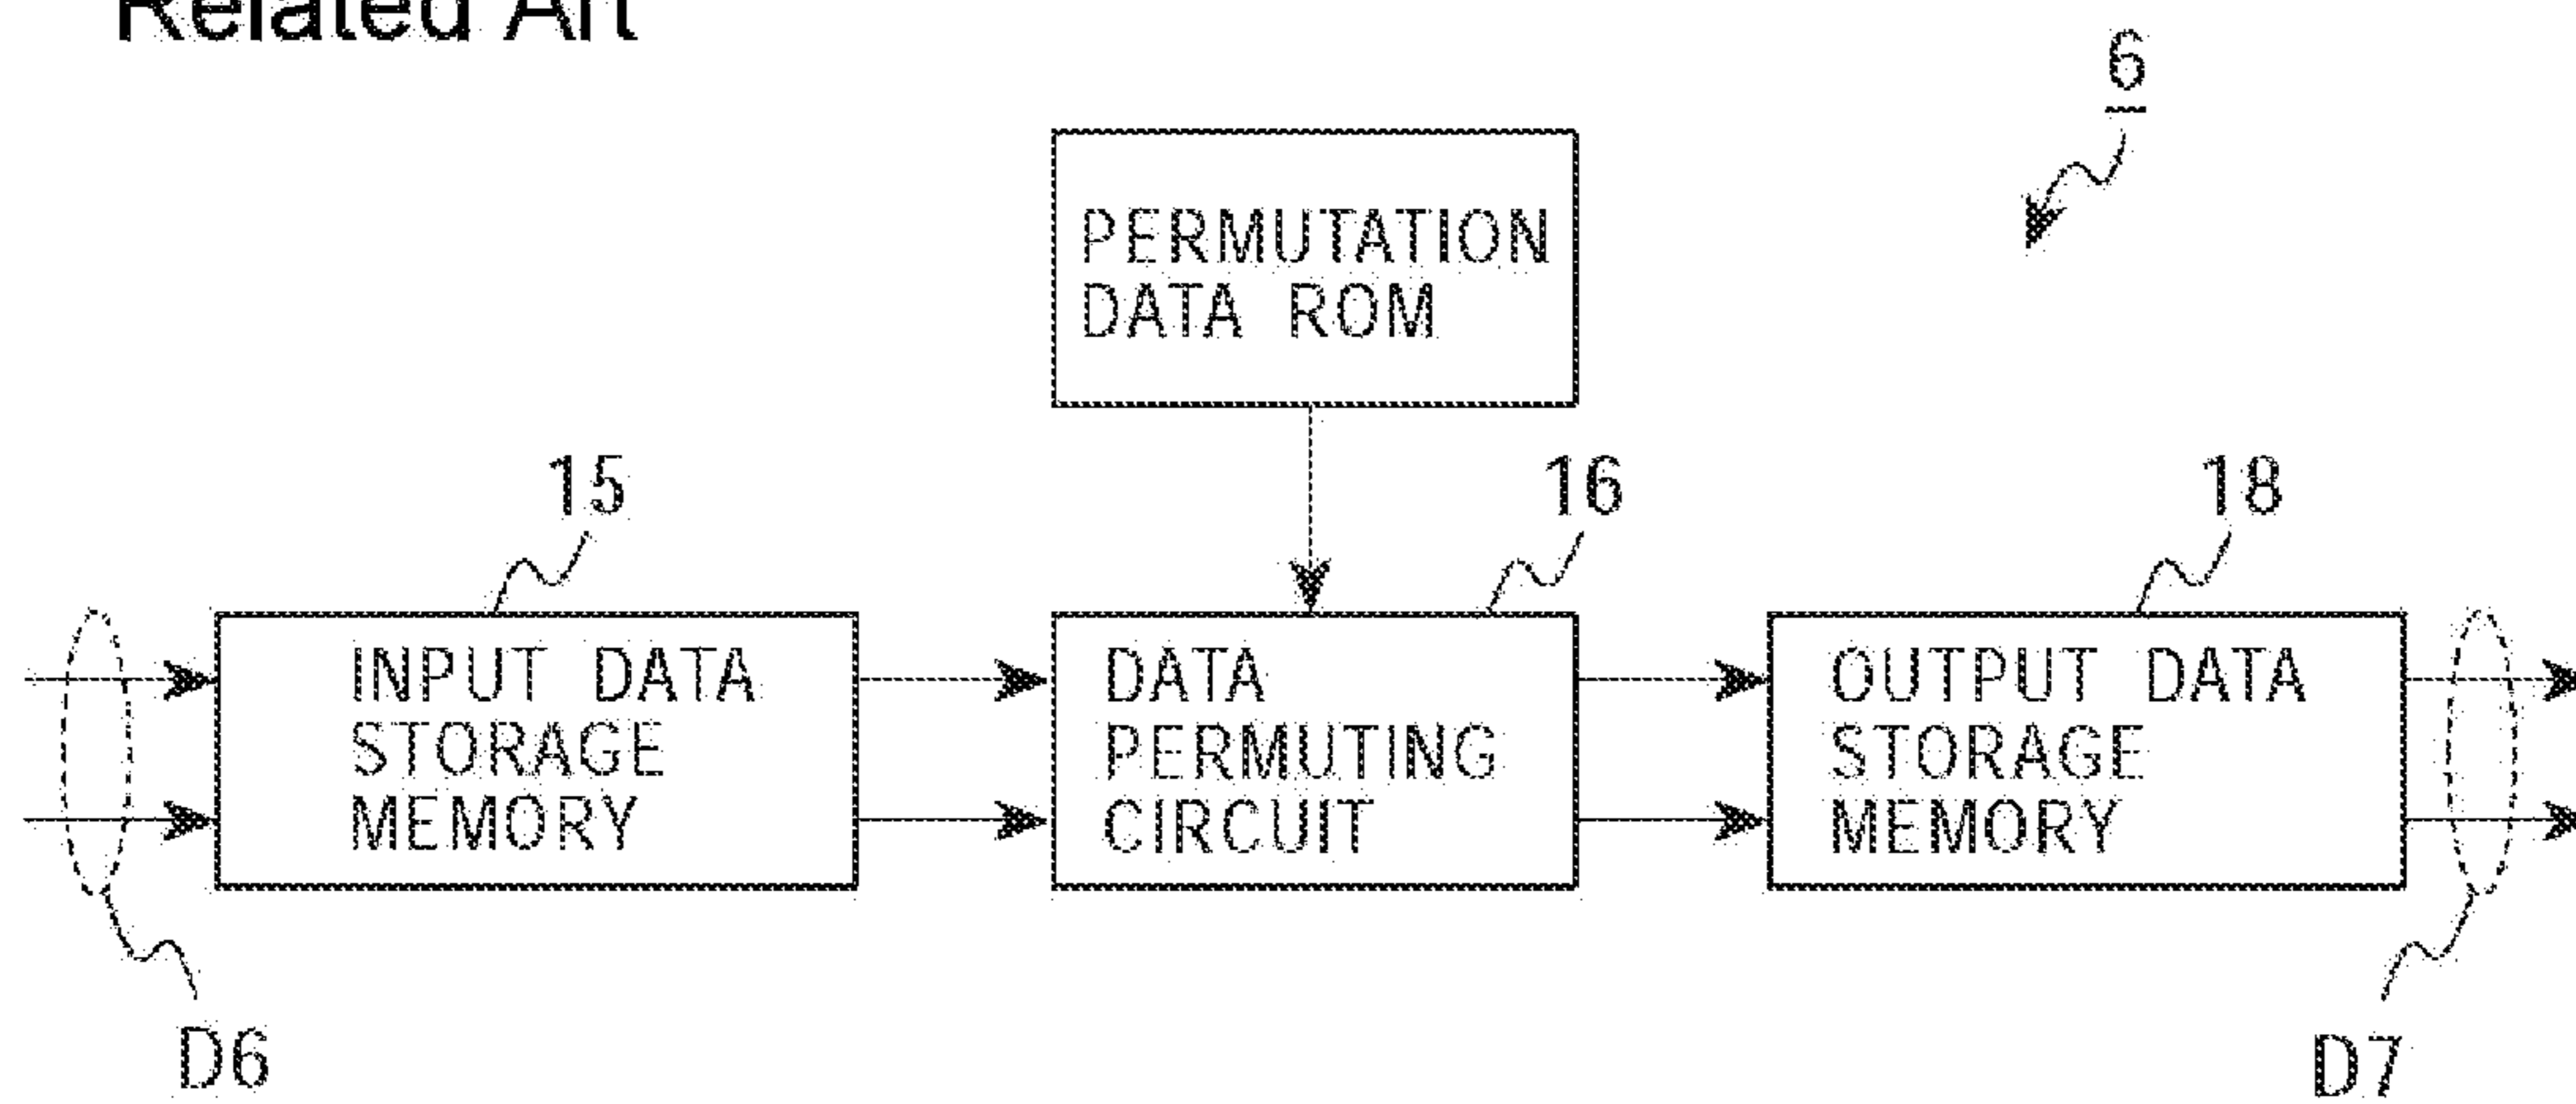 Related Art
6
PERMUTATION
DATA ROM
15
16
18
INPUT DATA
STORAGE
MEMORY
DATA
PERMUTING
CIRCUIT
OUTPUT DATA
STORAGE
MEMORY
D6
D7